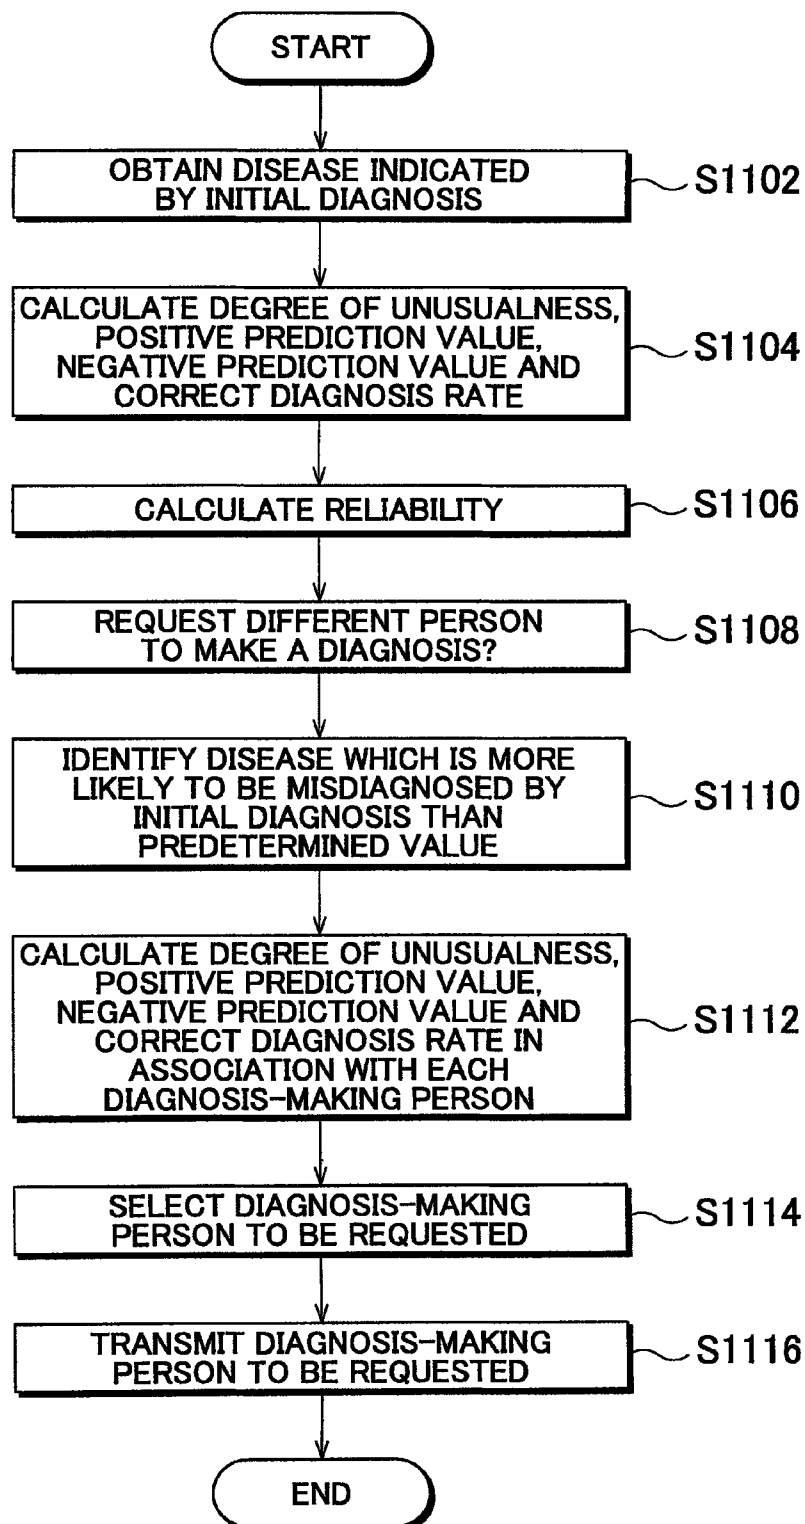 START
OBTAIN DISEASE INDICATED
BY INITIAL DIAGNOSIS
S1102
CALCULATE DEGREE OF UNUSUALNESS,
POSITIVE PREDICTION VALUE,
NEGATIVE PREDICTION VALUE AND
CORRECT DIAGNOSIS RATE
S1104
CALCULATE RELIABILITY
S1106
REQUEST DIFFERENT PERSON
TO MAKE A DIAGNOSIS?
S1108
IDENTIFY DISEASE WHICH IS MORE
LIKELY TO BE MISDIAGNOSED BY
INITIAL DIAGNOSIS THAN
PREDETERMINED VALUE
S1110
CALCULATE DEGREE OF UNUSUALNESS,
POSITIVE PREDICTION VALUE,
NEGATIVE PREDICTION VALUE AND
CORRECT DIAGNOSIS RATE IN
ASSOCIATION WITH EACH
DIAGNOSIS-MAKING PERSON
S1112
SELECT DIAGNOSIS-MAKING
PERSON TO BE REQUESTED
S1114
TRANSMIT DIAGNOSIS-MAKING
PERSON TO BE REQUESTED
S1116
END